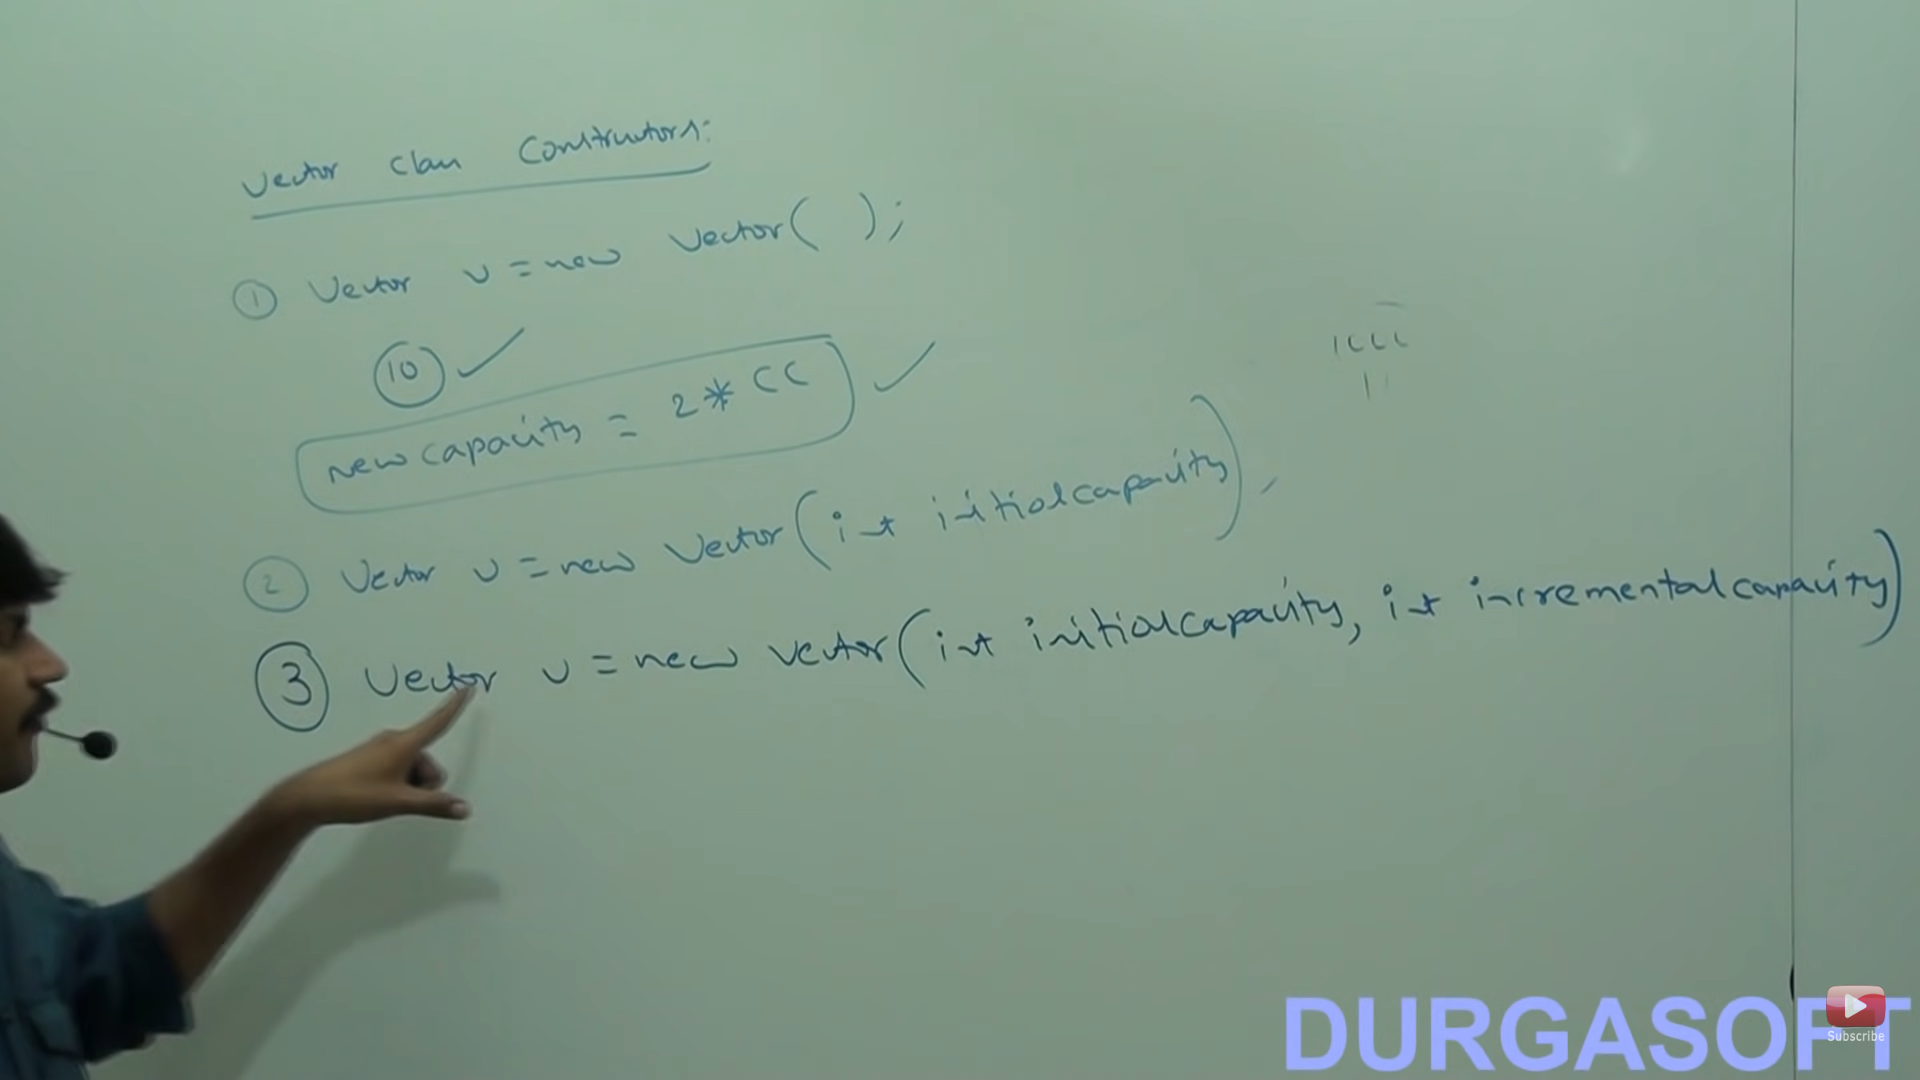 Vector class Constructors:
① Vector v = new Vector( );
10 ✓
new capacity = 2 * CC ✓
② Vector v = new Vector(int initialcapacity);
③ Vector v = new Vector(int initialcapacity, int incrementalcapacity)
DURGASOFT
Subscribe